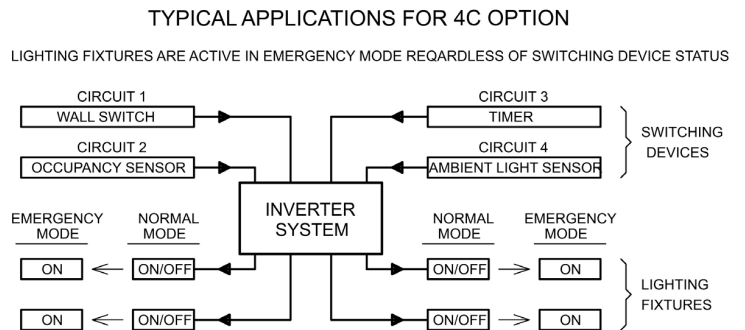 TYPICAL APPLICATIONS FOR 4C OPTION
LIGHTING FIXTURES ARE ACTIVE IN EMERGENCY MODE REQARDLESS OF SWITCHING DEVICE STATUS
CIRCUIT 1
WALL SWITCH
CIRCUIT 2
OCCUPANCY SENSOR
CIRCUIT 3
TIMER
CIRCUIT 4
AMBIENT LIGHT SENSOR
SWITCHING
DEVICES
INVERTER
SYSTEM
EMERGENCY
MODE
NORMAL
MODE
NORMAL
MODE
EMERGENCY
MODE
ON
ON/OFF
ON/OFF
ON
ON
ON/OFF
ON/OFF
ON
LIGHTING
FIXTURES